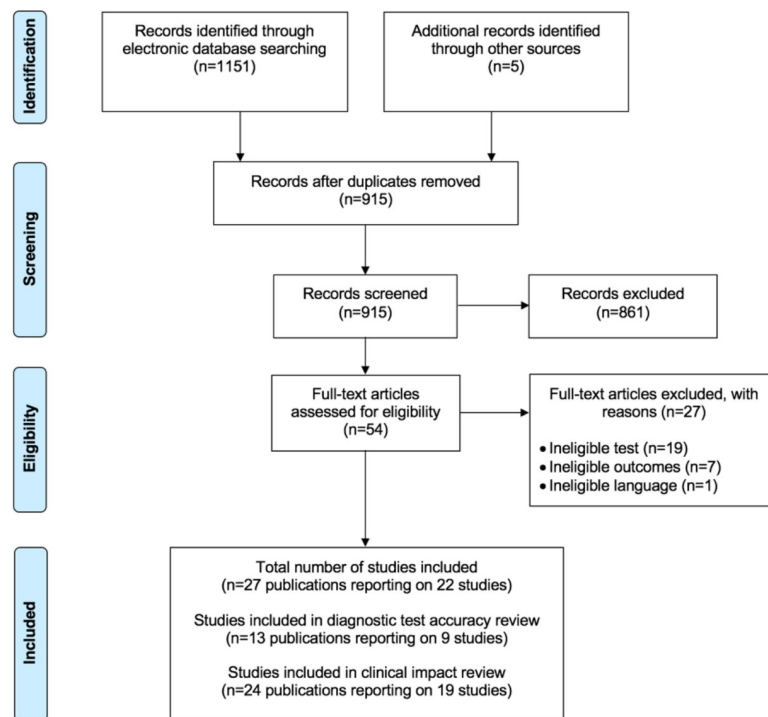 Identification
Records identified through
electronic database searching
(n=1151)
Additional records identified
through other sources
(n=5)
Screening
Records after duplicates removed
(n=915)
Records screened
(n=915)
Records excluded
(n=861)
Eligibility
Full-text articles
assessed for eligibility
(n=54)
Full-text articles excluded, with
reasons (n=27)
• Ineligible test (n=19)
• Ineligible outcomes (n=7)
• Ineligible language (n=1)
Included
Total number of studies included
(n=27 publications reporting on 22 studies)
Studies included in diagnostic test accuracy review
(n=13 publications reporting on 9 studies)
Studies included in clinical impact review
(n=24 publications reporting on 19 studies)